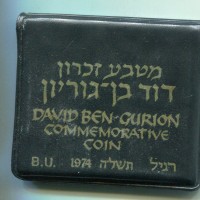 מטבע זכרון
דוד בן-גוריון
DAVID BEN-GURION
COMMEMORATIVE
COIN
B.U. 1974 תשל"ה רגיל